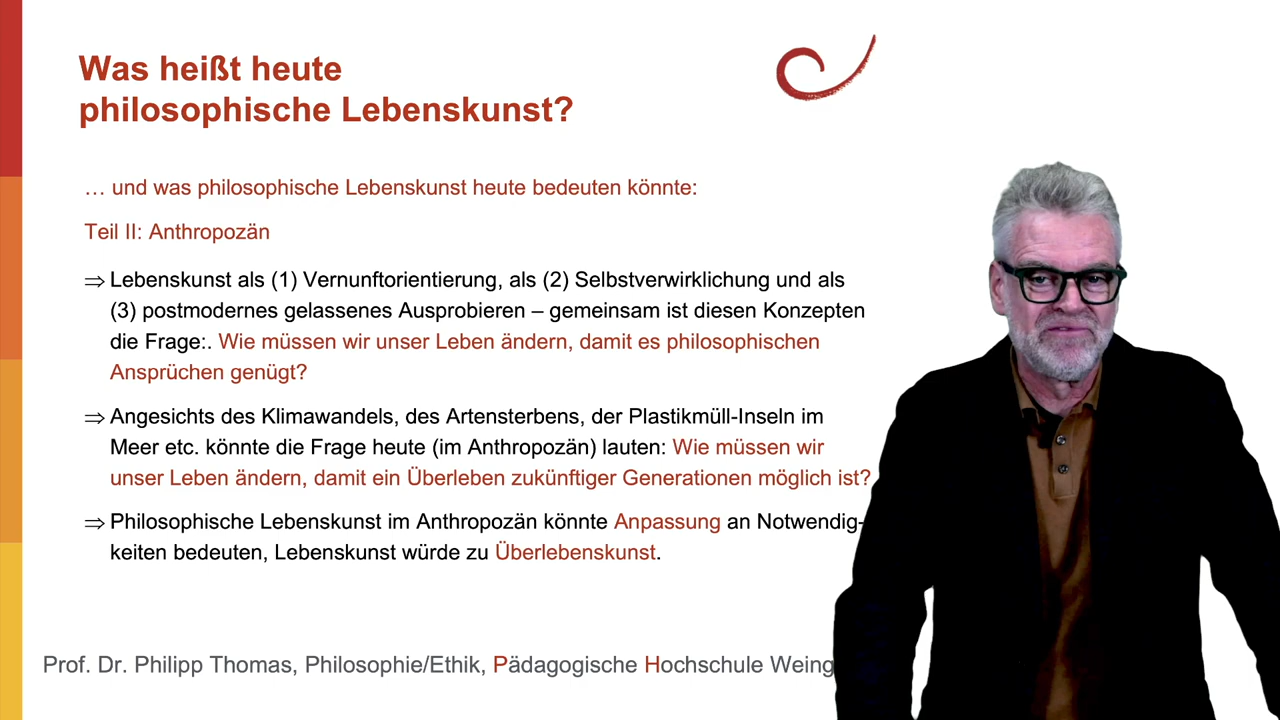 Was heißt heute
philosophische Lebenskunst?
… und was philosophische Lebenskunst heute bedeuten könnte:
Teil II: Anthropozän
⇒ Lebenskunst als (1) Vernunftorientierung, als (2) Selbstverwirklichung und als
(3) postmodernes gelassenes Ausprobieren – gemeinsam ist diesen Konzepten
die Frage:. Wie müssen wir unser Leben ändern, damit es philosophischen
Ansprüchen genügt?
⇒ Angesichts des Klimawandels, des Artensterbens, der Plastikmüll-Inseln im
Meer etc. könnte die Frage heute (im Anthropozän) lauten: Wie müssen wir
unser Leben ändern, damit ein Überleben zukünftiger Generationen möglich ist?
⇒ Philosophische Lebenskunst im Anthropozän könnte Anpassung an Notwendig-
keiten bedeuten, Lebenskunst würde zu Überlebenskunst.
Prof. Dr. Philipp Thomas, Philosophie/Ethik, Pädagogische Hochschule Weing